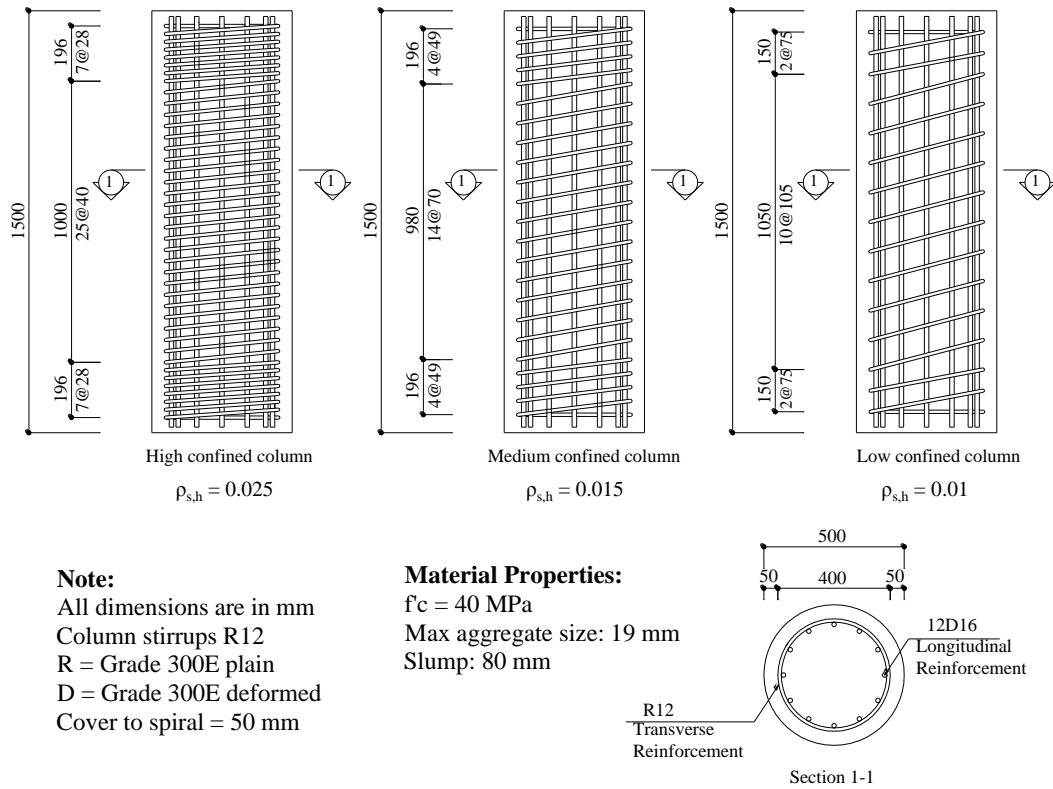 196
7@28
1500
1000
25@40
196
7@28
1
1
High confined column
ρs,h = 0.025
196
4@49
1500
980
14@70
196
4@49
1
1
Medium confined column
ρs,h = 0.015
150
2@75
1500
1050
10@105
150
2@75
1
1
Low confined column
ρs,h = 0.01
Note:
All dimensions are in mm
Column stirrups R12
R = Grade 300E plain
D = Grade 300E deformed
Cover to spiral = 50 mm
Material Properties:
f'c = 40 MPa
Max aggregate size: 19 mm
Slump: 80 mm
500
50
400
50
12D16
Longitudinal
Reinforcement
R12
Transverse
Reinforcement
Section 1-1